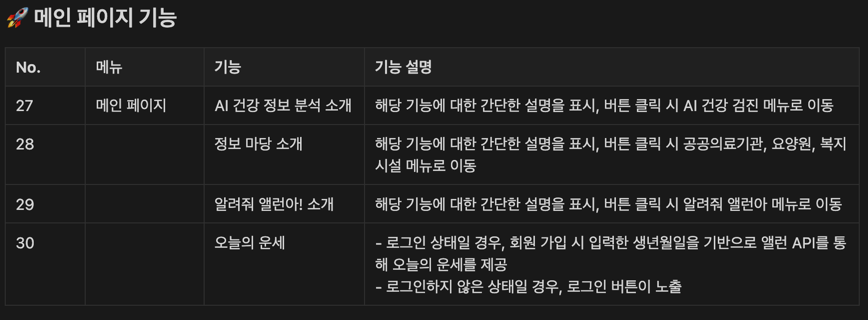 🚀 메인 페이지 기능
No. 메뉴 기능 기능 설명
27 메인 페이지 AI 건강 정보 분석 소개 해당 기능에 대한 간단한 설명을 표시, 버튼 클릭 시 AI 건강 검진 메뉴로 이동
28 정보 마당 소개 해당 기능에 대한 간단한 설명을 표시, 버튼 클릭 시 공공의료기관, 요양원, 복지
시설 메뉴로 이동
29 알려줘 앨런아! 소개 해당 기능에 대한 간단한 설명을 표시, 버튼 클릭 시 알려줘 앨런아 메뉴로 이동
30 오늘의 운세 - 로그인 상태일 경우, 회원 가입 시 입력한 생년월일을 기반으로 앨런 API를 통
해 오늘의 운세를 제공
- 로그인하지 않은 상태일 경우, 로그인 버튼이 노출